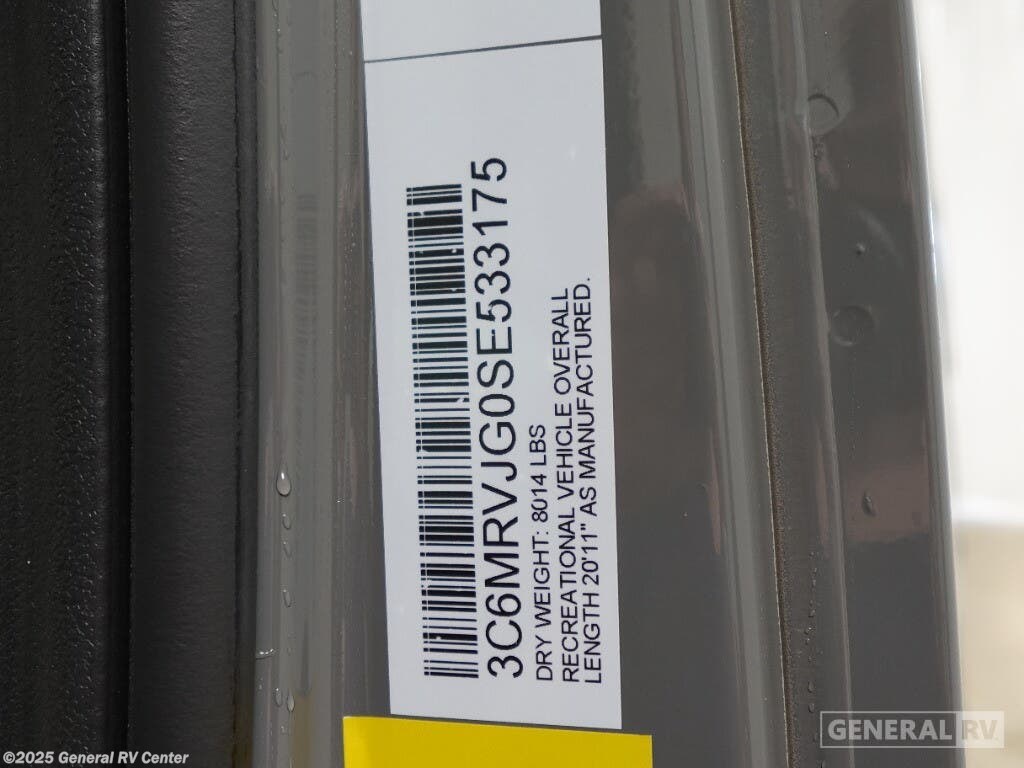 3C6MRVJG0SE533175
DRY WEIGHT: 8014 LBS
RECREATIONAL VEHICLE OVERALL
LENGTH 20'11" AS MANUFACTURED.
GENERAL RV
©2025 General RV Center